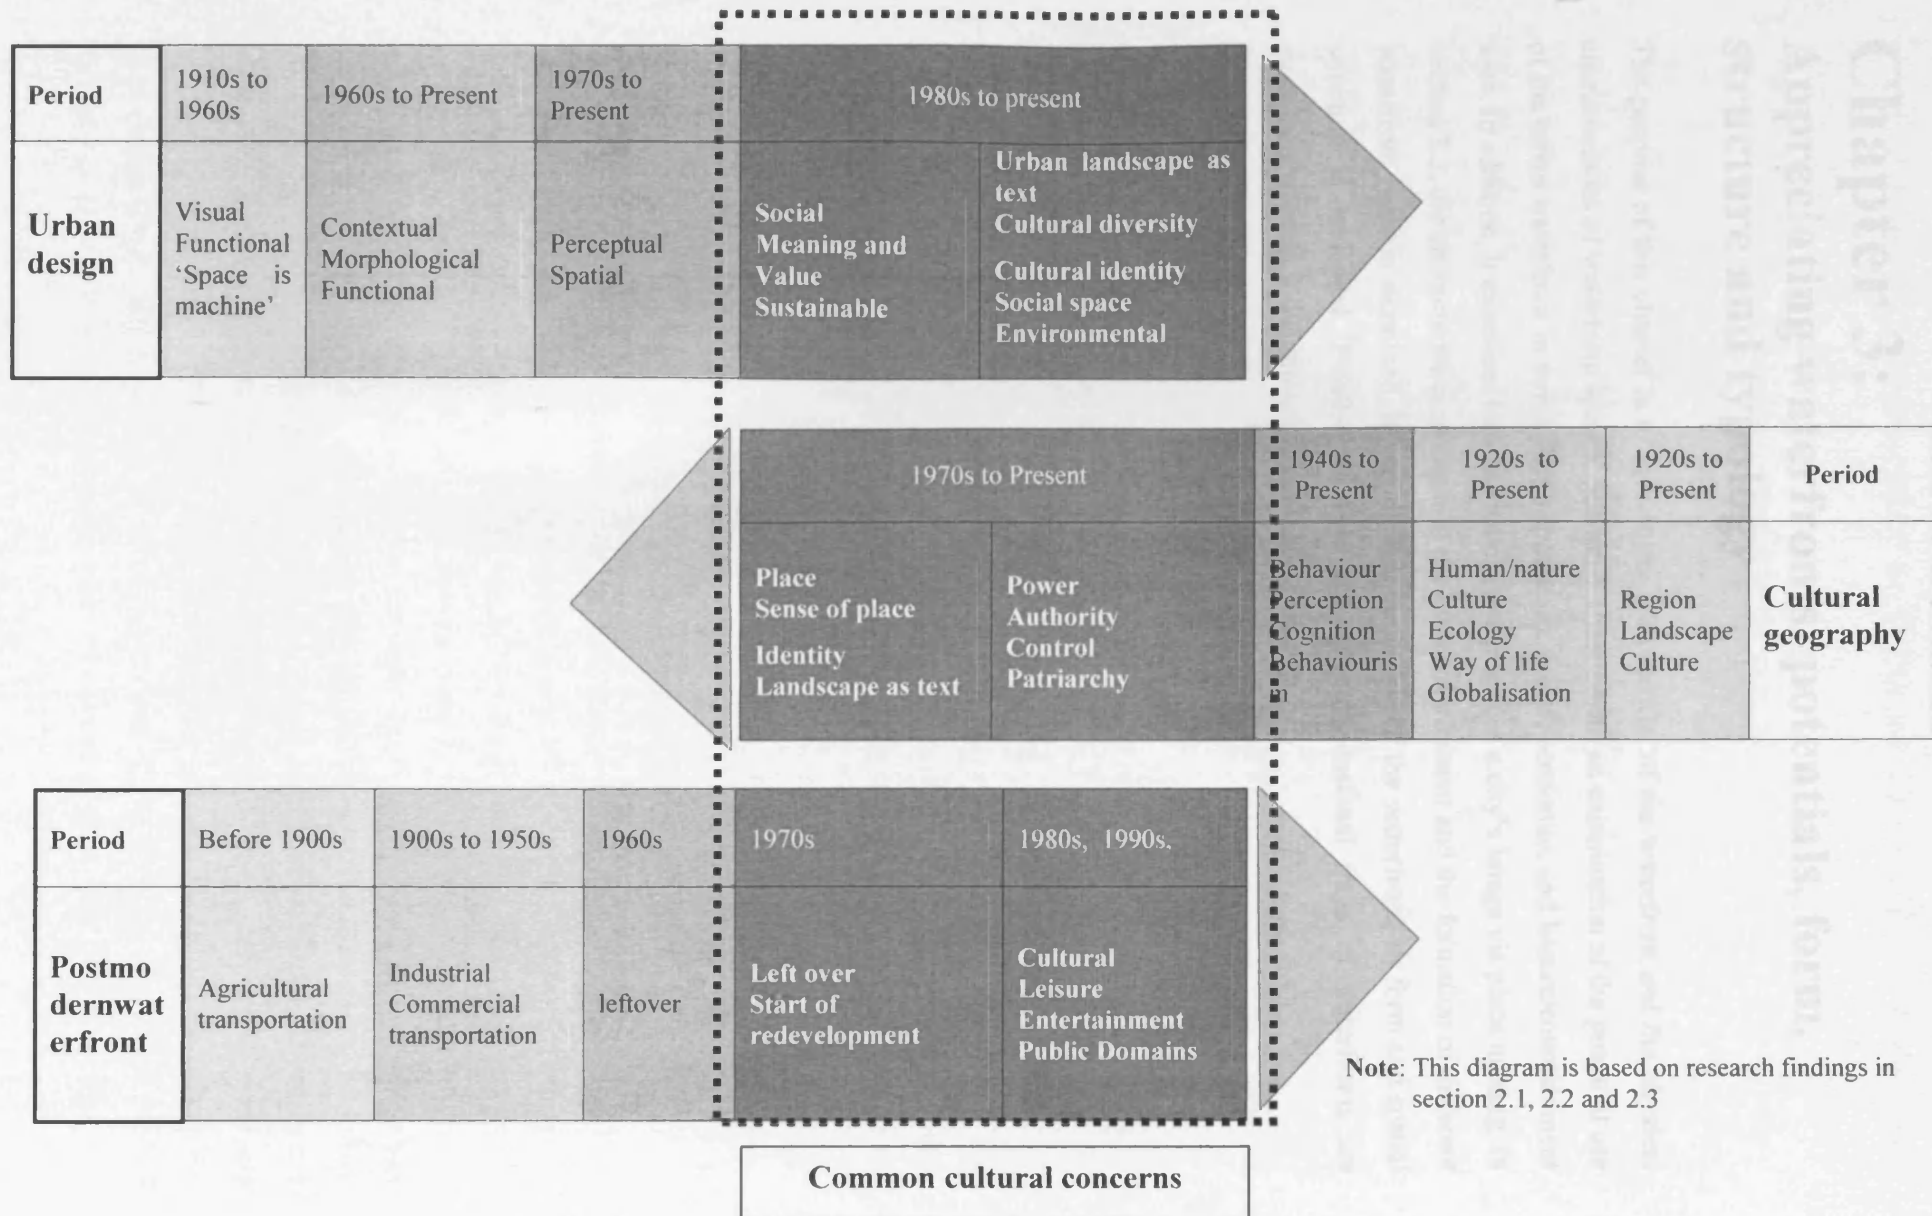 Period
1910s to
1960s
1960s to Present
1970s to
Present
1980s to present
Urban
design
Visual
Functional
‘Space is
machine’
Contextual
Morphological
Functional
Perceptual
Spatial
Social
Meaning and
Value
Sustainable
Urban landscape as
text
Cultural diversity
Cultural identity
Social space
Environmental
1970s to Present
1940s to
Present
1920s to
Present
1920s to
Present
Period
Place
Sense of place
Identity
Landscape as text
Power
Authority
Control
Patriarchy
Behaviour
Perception
Cognition
Behaviouris
m
Human/nature
Culture
Ecology
Way of life
Globalisation
Region
Landscape
Culture
Cultural
geography
Period
Before 1900s
1900s to 1950s
1960s
1970s
1980s, 1990s,
Postmo
dernwat
erfront
Agricultural
transportation
Industrial
Commercial
transportation
leftover
Left over
Start of
redevelopment
Cultural
Leisure
Entertainment
Public Domains
Note: This diagram is based on research findings in
section 2.1, 2.2 and 2.3
Common cultural concerns
Chapter 3: